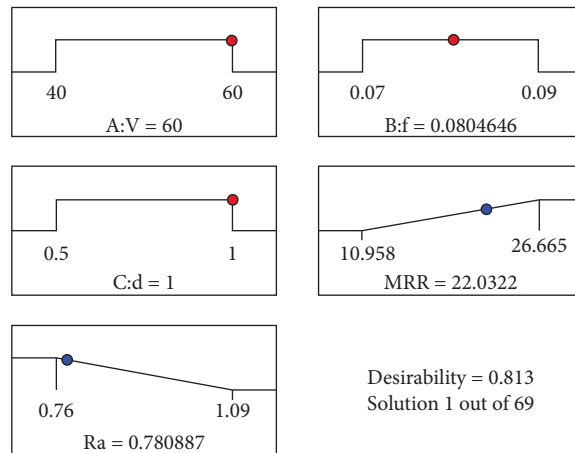 40 60
A:V = 60
0.07 0.09
B:f = 0.0804646
0.5 1
C:d = 1
10.958 26.665
MRR = 22.0322
0.76 1.09
Ra = 0.780887
Desirability = 0.813
Solution 1 out of 69